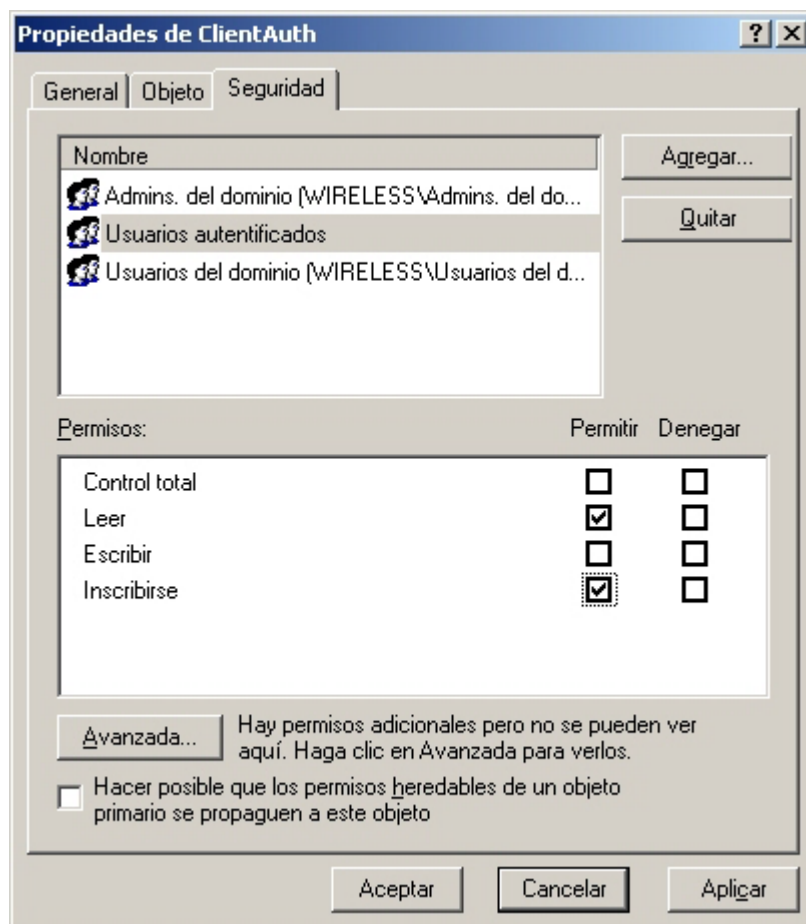 Propiedades de ClientAuth
General Objeto Seguridad
Nombre
Admins. del dominio (WIRELESS\Admins. del do...
Usuarios autentificados
Usuarios del dominio (WIRELESS\Usuarios del d...
Agregar...
Quitar
Permisos: Permitir Denegar
Control total
Leer
Escribir
Inscribirse
Avanzada...
Hay permisos adicionales pero no se pueden ver
aquí. Haga clic en Avanzada para verlos.
Hacer posible que los permisos heredables de un objeto
primario se propaguen a este objeto
Aceptar Cancelar Aplicar